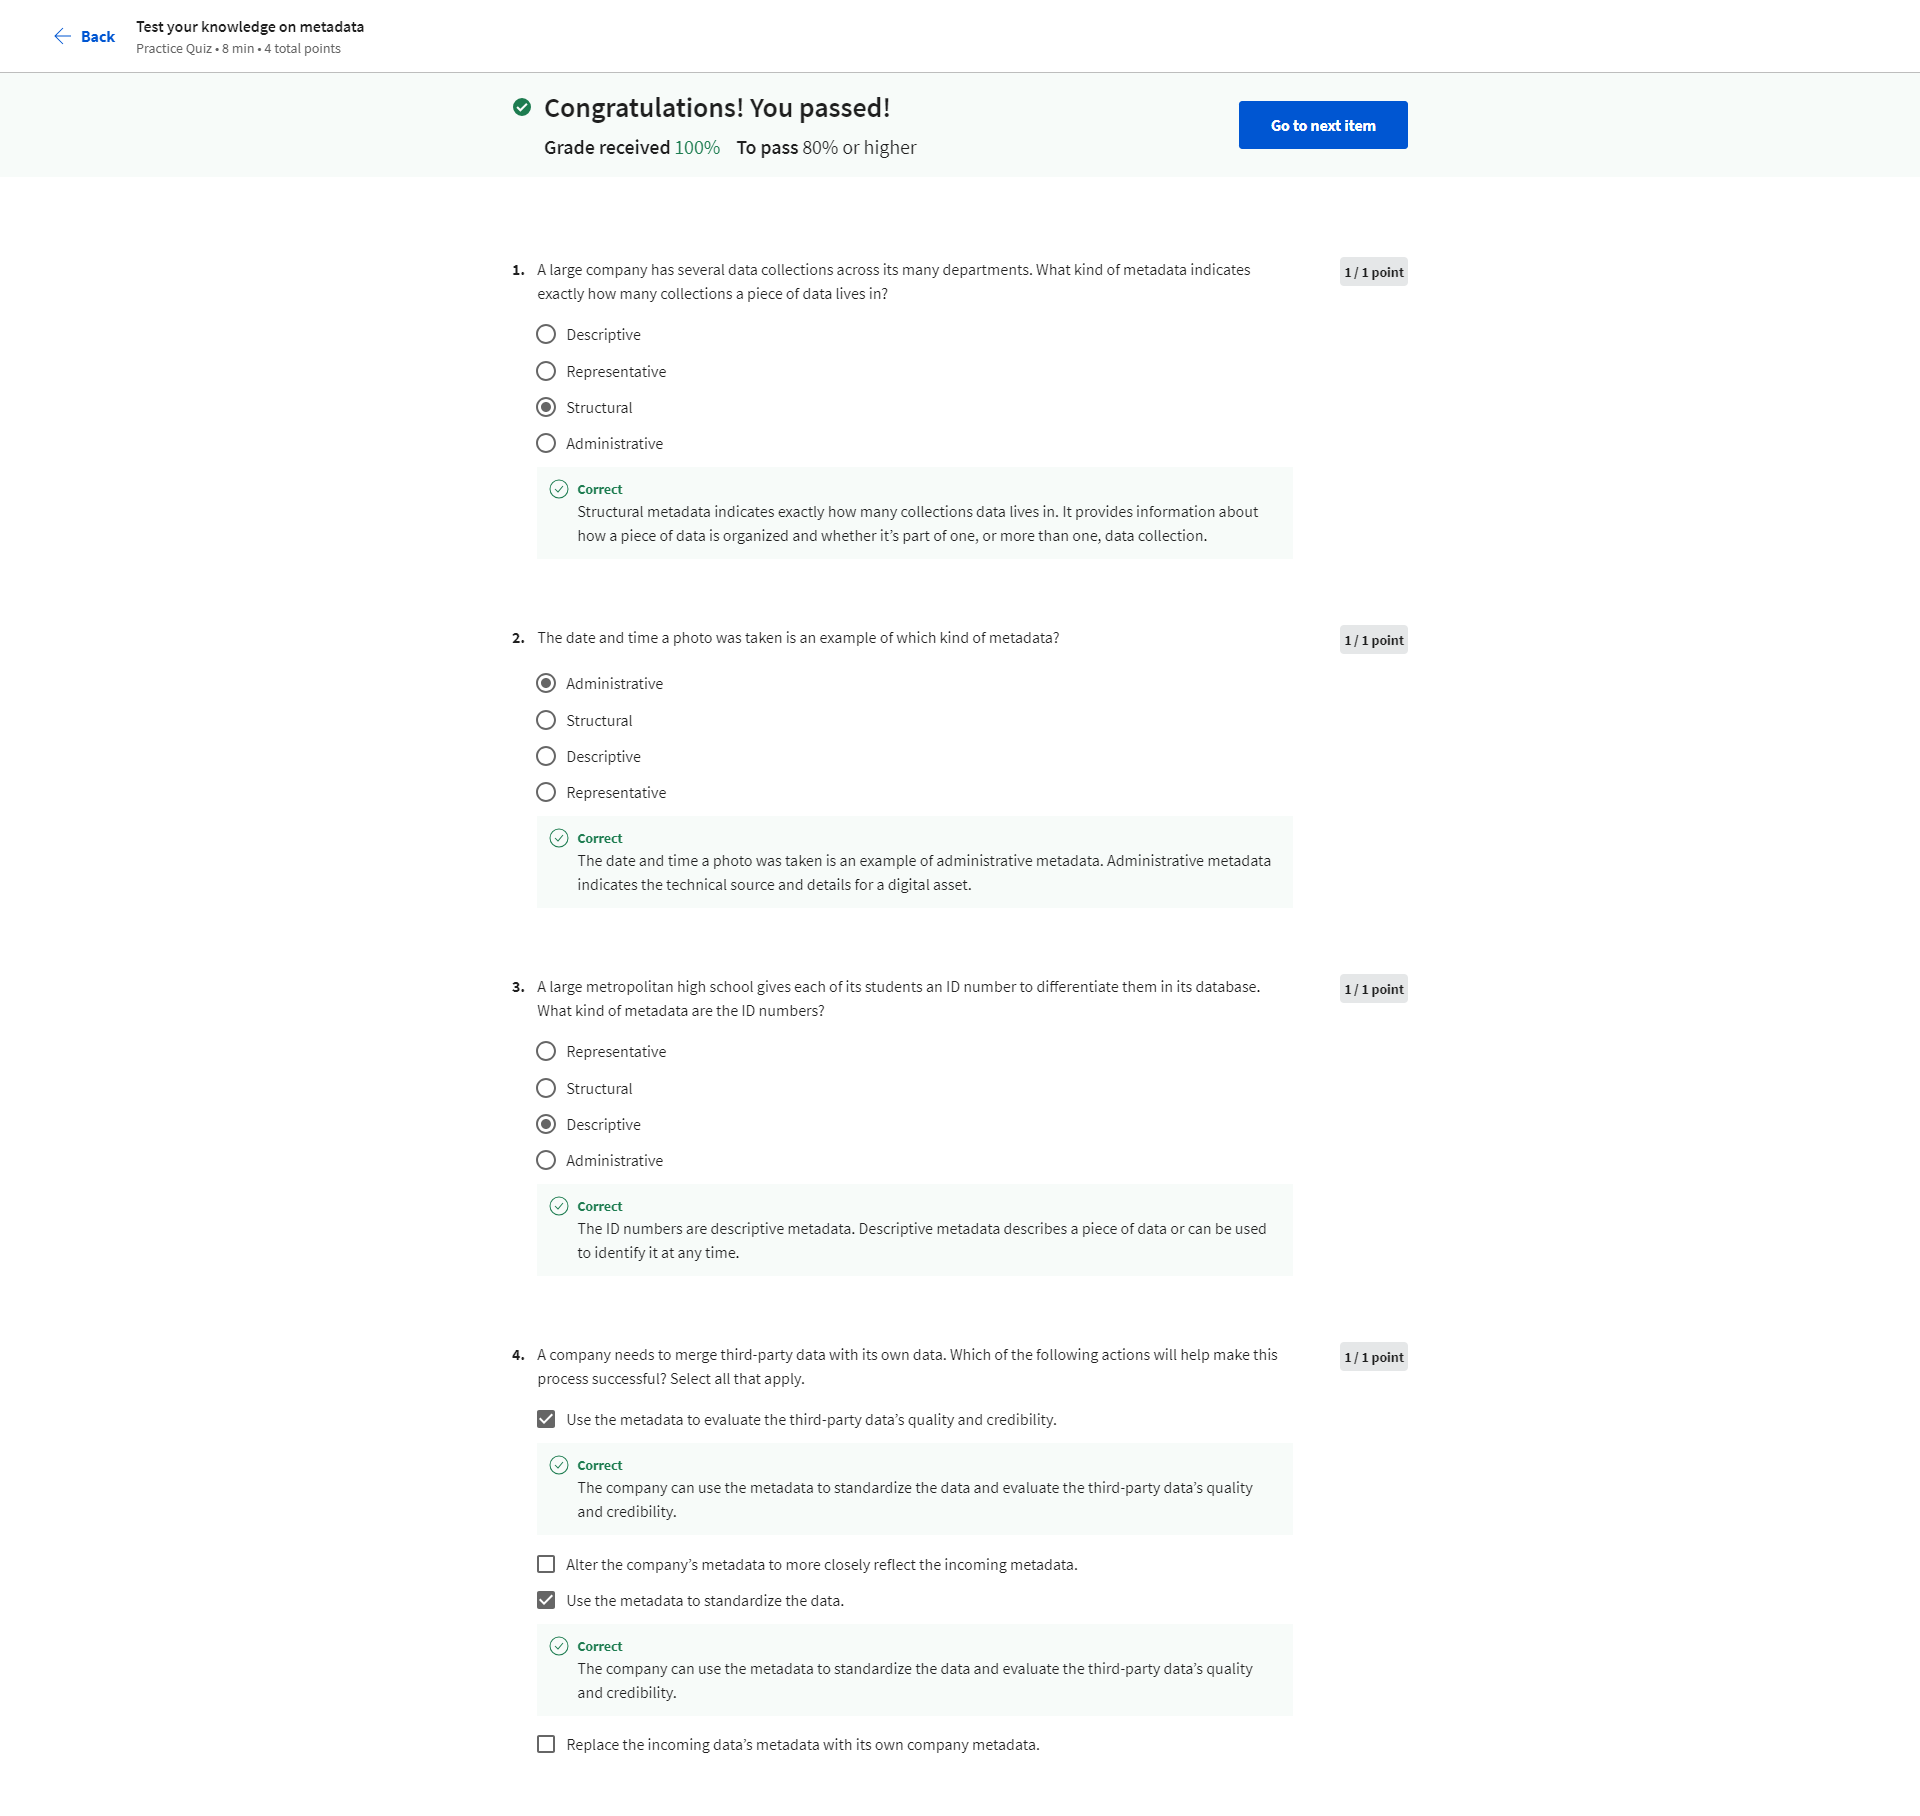 Back
Test your knowledge on metadata
Practice Quiz • 8 min • 4 total points
Congratulations! You passed!
Grade received 100% To pass 80% or higher
Go to next item
1. A large company has several data collections across its many departments. What kind of metadata indicates
exactly how many collections a piece of data lives in?
1 / 1 point
Descriptive
Representative
Structural
Administrative
Correct
Structural metadata indicates exactly how many collections data lives in. It provides information about
how a piece of data is organized and whether it’s part of one, or more than one, data collection.
2. The date and time a photo was taken is an example of which kind of metadata?
1 / 1 point
Administrative
Structural
Descriptive
Representative
Correct
The date and time a photo was taken is an example of administrative metadata. Administrative metadata
indicates the technical source and details for a digital asset.
3. A large metropolitan high school gives each of its students an ID number to differentiate them in its database.
What kind of metadata are the ID numbers?
1 / 1 point
Representative
Structural
Descriptive
Administrative
Correct
The ID numbers are descriptive metadata. Descriptive metadata describes a piece of data or can be used
to identify it at any time.
4. A company needs to merge third-party data with its own data. Which of the following actions will help make this
process successful? Select all that apply.
1 / 1 point
Use the metadata to evaluate the third-party data’s quality and credibility.
Correct
The company can use the metadata to standardize the data and evaluate the third-party data’s quality
and credibility.
Alter the company’s metadata to more closely reflect the incoming metadata.
Use the metadata to standardize the data.
Correct
The company can use the metadata to standardize the data and evaluate the third-party data’s quality
and credibility.
Replace the incoming data’s metadata with its own company metadata.